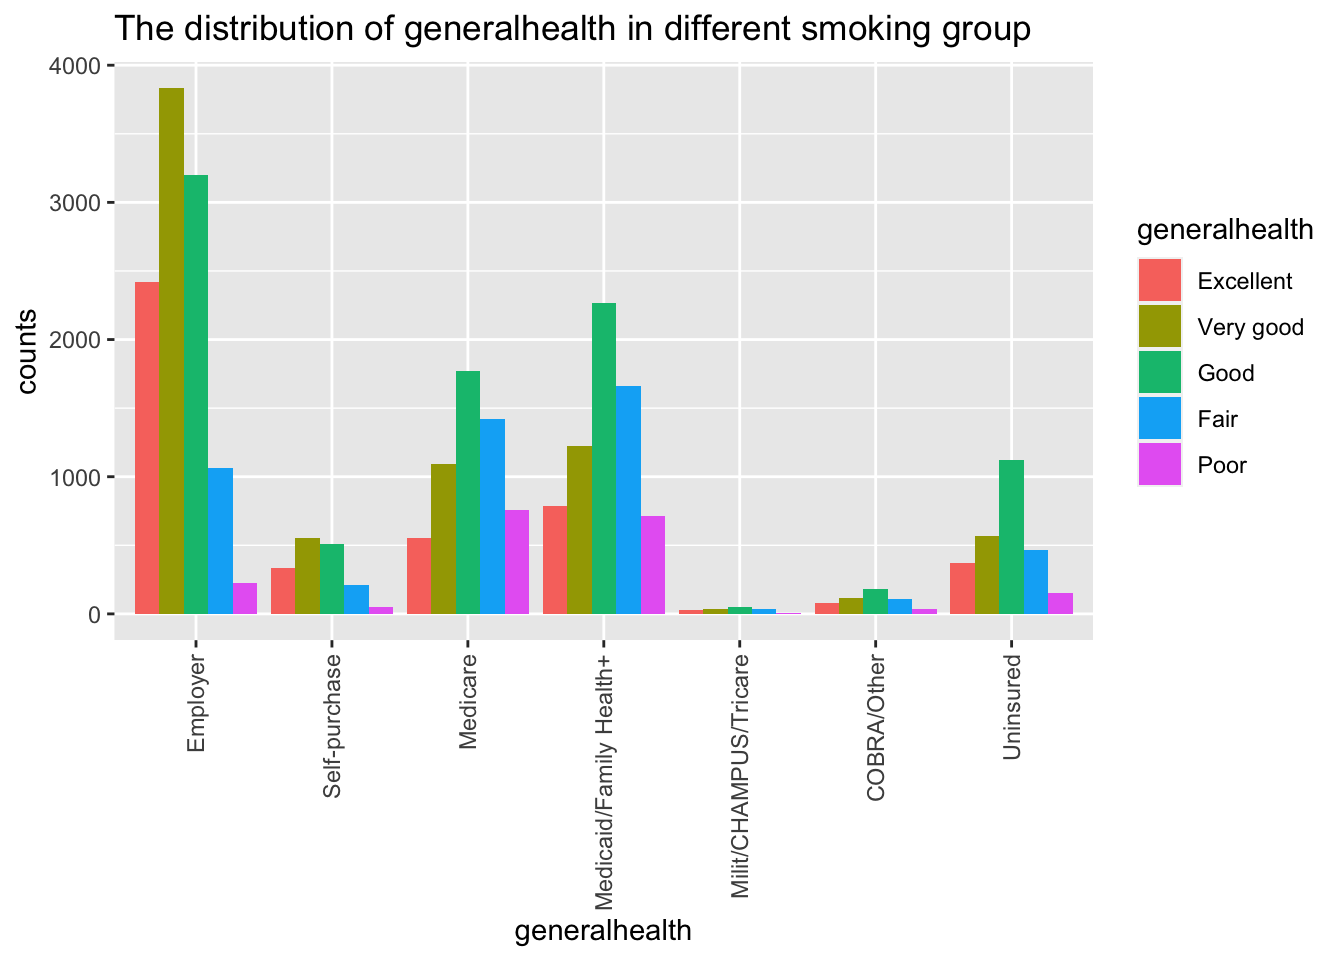 The distribution of generalhealth in different smoking group
4000
3000
2000
1000
0
counts
Employer
Self-purchase
Medicare
Medicaid/Family Health+
Milit/CHAMPUS/Tricare
COBRA/Other
Uninsured
generalhealth
generalhealth
Excellent
Very good
Good
Fair
Poor